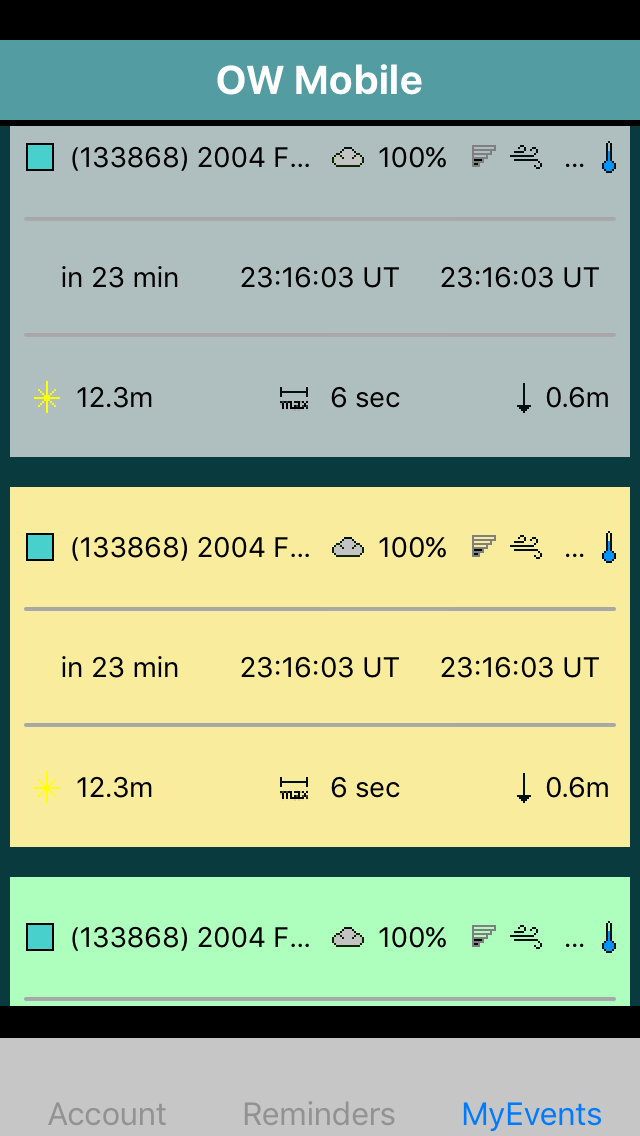 OW Mobile
(133868) 2004 F... 100% ...
in 23 min 23:16:03 UT 23:16:03 UT
12.3m max 6 sec 0.6m
(133868) 2004 F... 100% ...
in 23 min 23:16:03 UT 23:16:03 UT
12.3m max 6 sec 0.6m
(133868) 2004 F... 100% ...
Account Reminders MyEvents